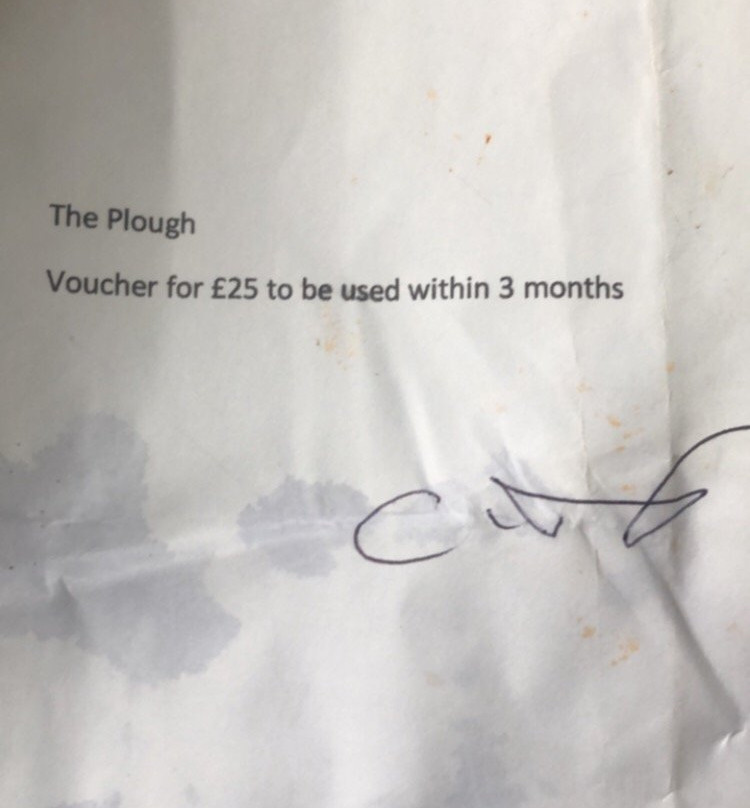 The Plough
Voucher for £25 to be used within 3 months